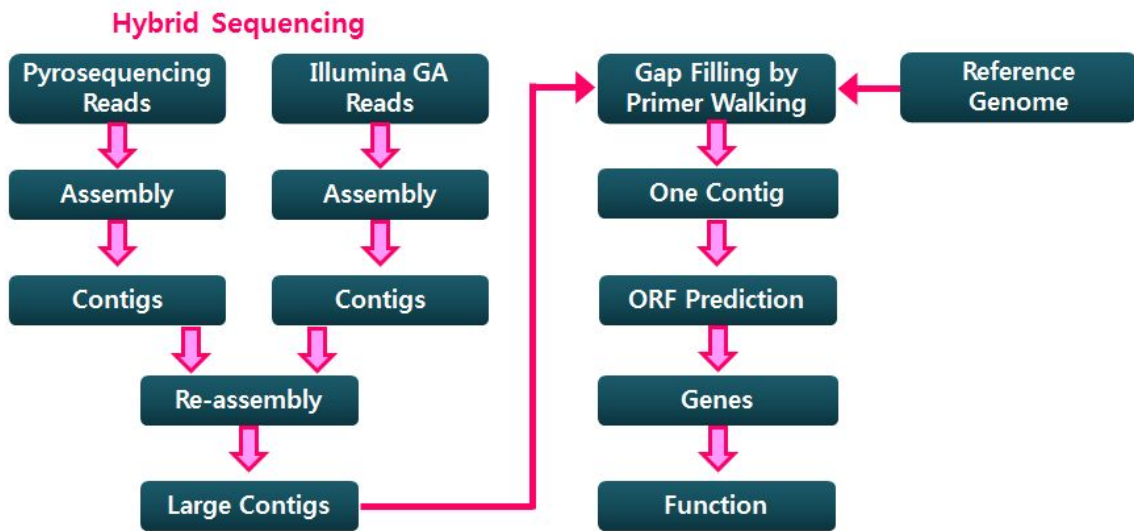 Hybrid Sequencing
Pyrosequencing
Reads
Illumina GA
Reads
Assembly
Assembly
Contigs
Contigs
Re-assembly
Large Contigs
Gap Filling by
Primer Walking
Reference
Genome
One Contig
ORF Prediction
Genes
Function